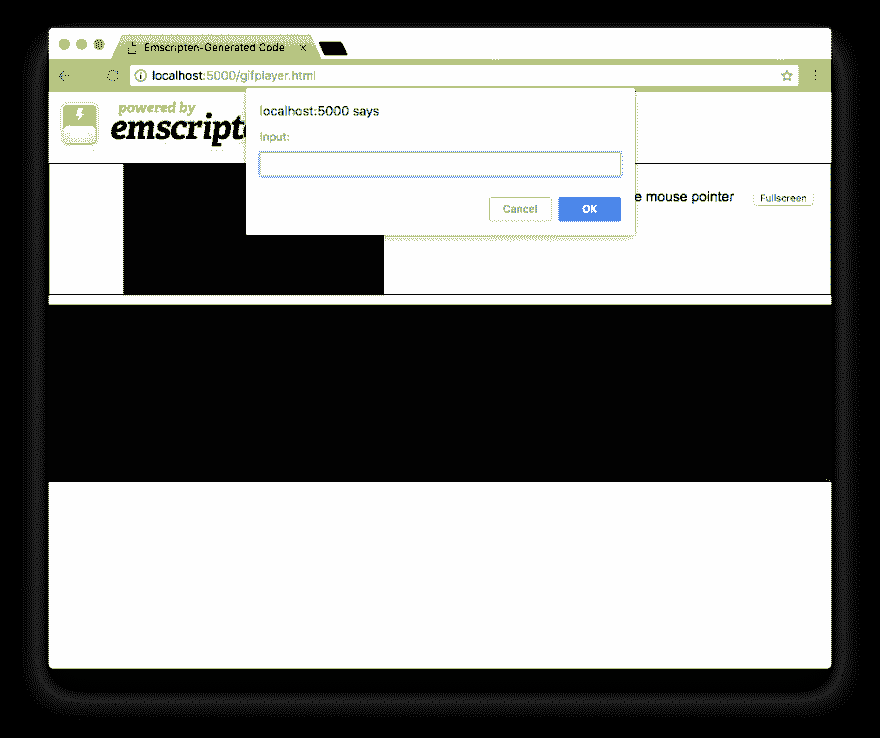 Emscripten-Generated Code
localhost:5000/gifplayer.html
powered by
emscript
localhost:5000 says
Input:
Cancel OK
e mouse pointer Fullscreen